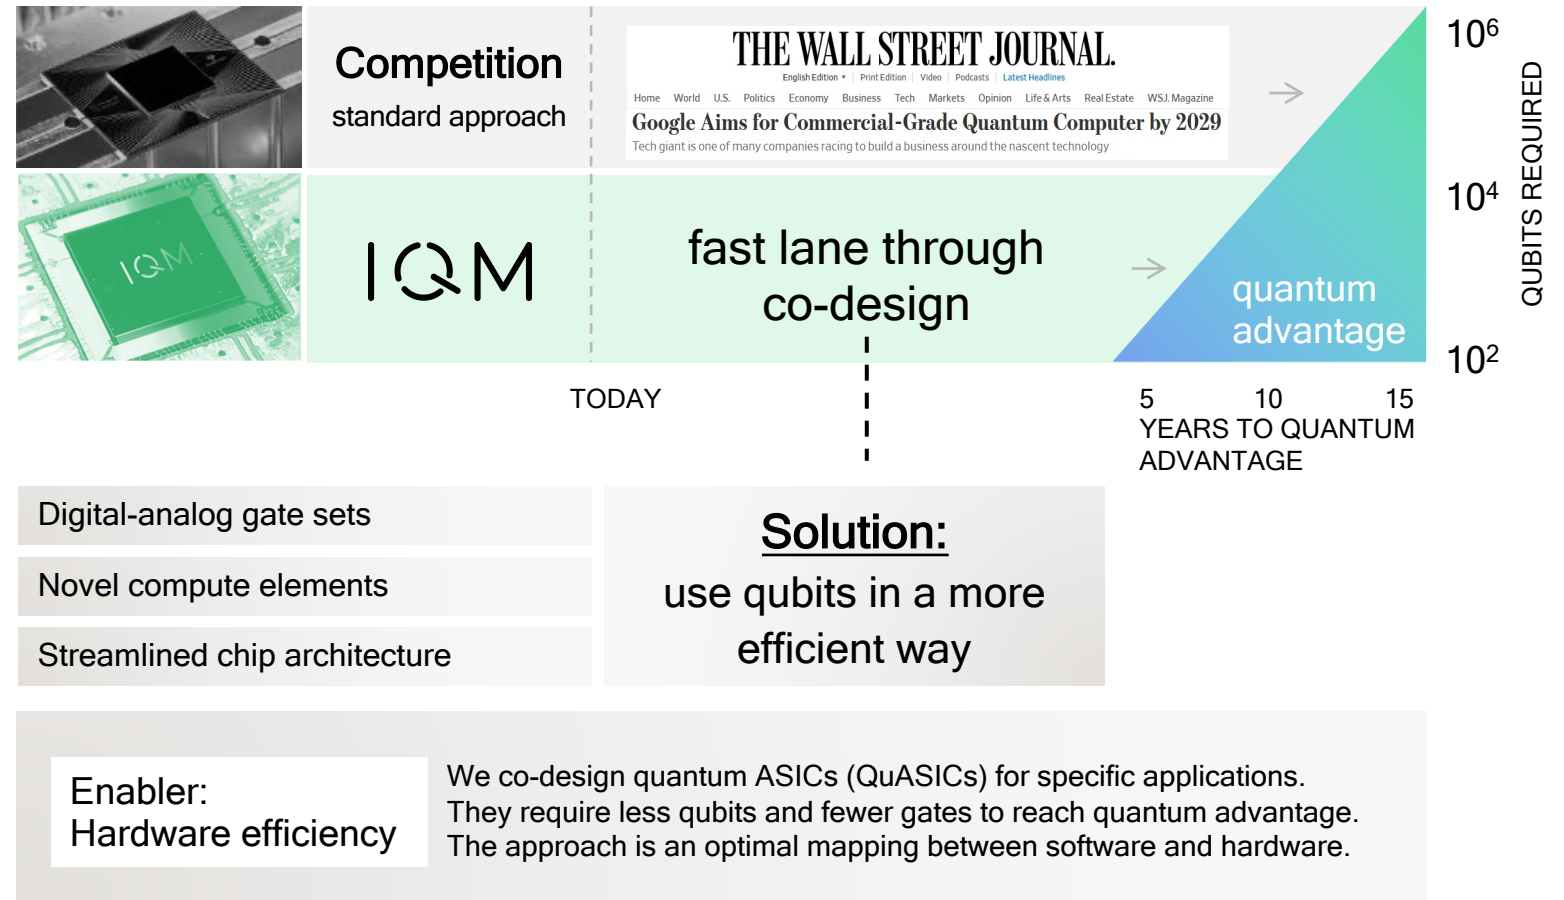 Competition
standard approach
THE WALL STREET JOURNAL.
English Edition ▾ | Print Edition | Video | Podcasts | Latest Headlines
Home World U.S. Politics Economy Business Tech Markets Opinion Life & Arts Real Estate WSJ. Magazine
Google Aims for Commercial-Grade Quantum Computer by 2029
Tech giant is one of many companies racing to build a business around the nascent technology
IQM
IQM
fast lane through
co-design
quantum
advantage
10⁶
10⁴
10²
QUBITS REQUIRED
TODAY
5 10 15
YEARS TO QUANTUM
ADVANTAGE
Digital-analog gate sets
Novel compute elements
Streamlined chip architecture
Solution:
use qubits in a more
efficient way
Enabler:
Hardware efficiency
We co-design quantum ASICs (QuASICs) for specific applications.
They require less qubits and fewer gates to reach quantum advantage.
The approach is an optimal mapping between software and hardware.